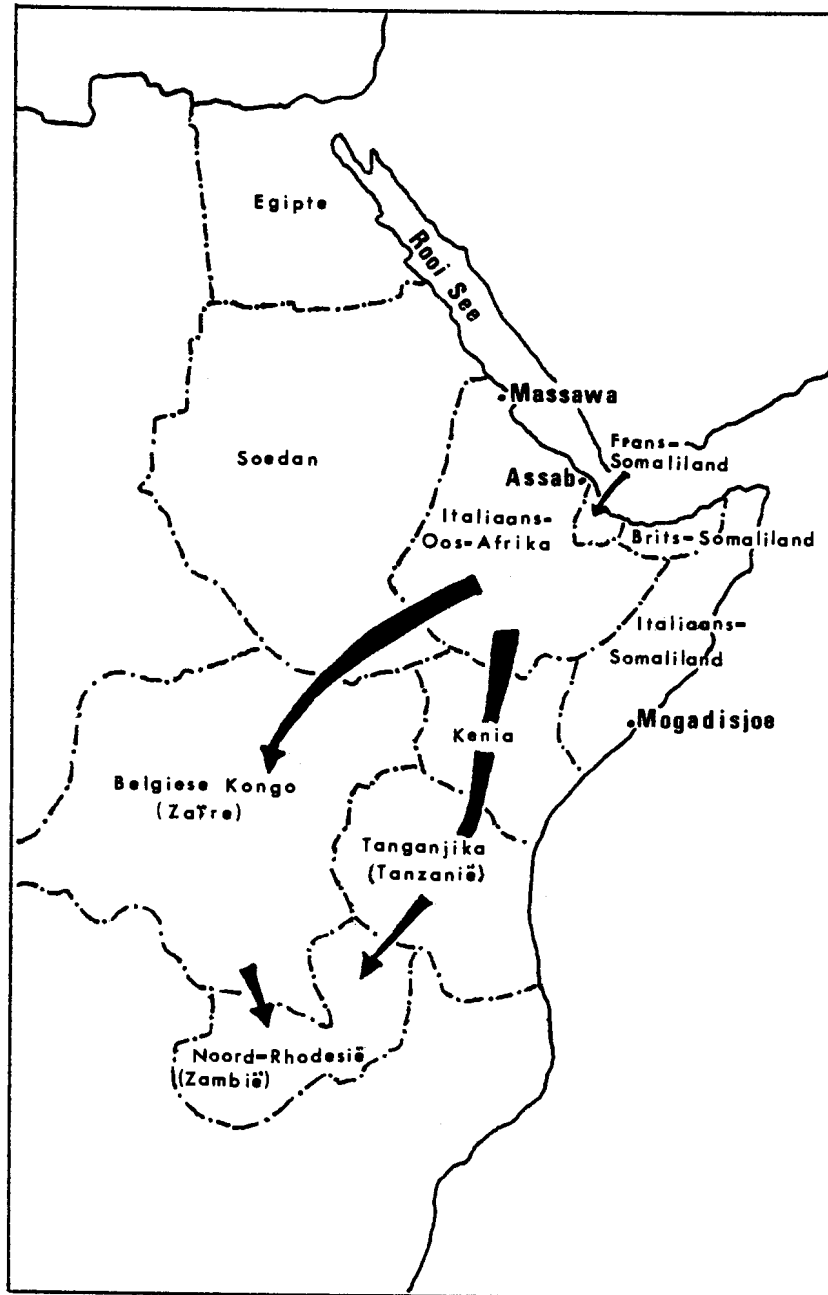 Egipte
Rooi See
Massawa
Soedan
Frans-
Somaliland
Assab
Italiaans-
Oos-Afrika
Brits-Somaliland
Italiaans-
Somaliland
Mogadisjoe
Kenia
Belgiese Kongo
(Zaïre)
Tanganjika
(Tanzanië)
Noord-Rhodesië
(Zambië)